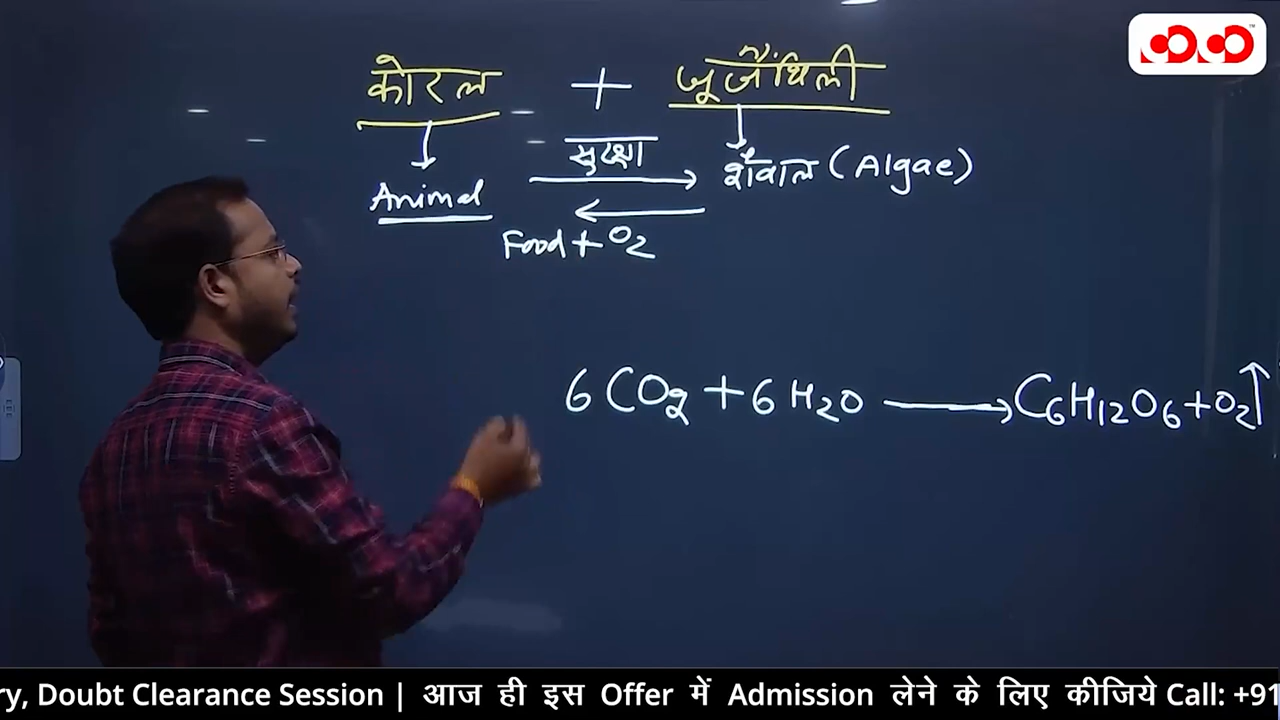 कोरल + जूजैंथिली
Animal सुरक्षा शैवाल (Algae)
Food + O₂
6CO₂ + 6H₂O → C₆H₁₂O₆ + O₂↑
ry, Doubt Clearance Session | आज ही इस Offer में Admission लेने के लिए कीजिये Call: +91